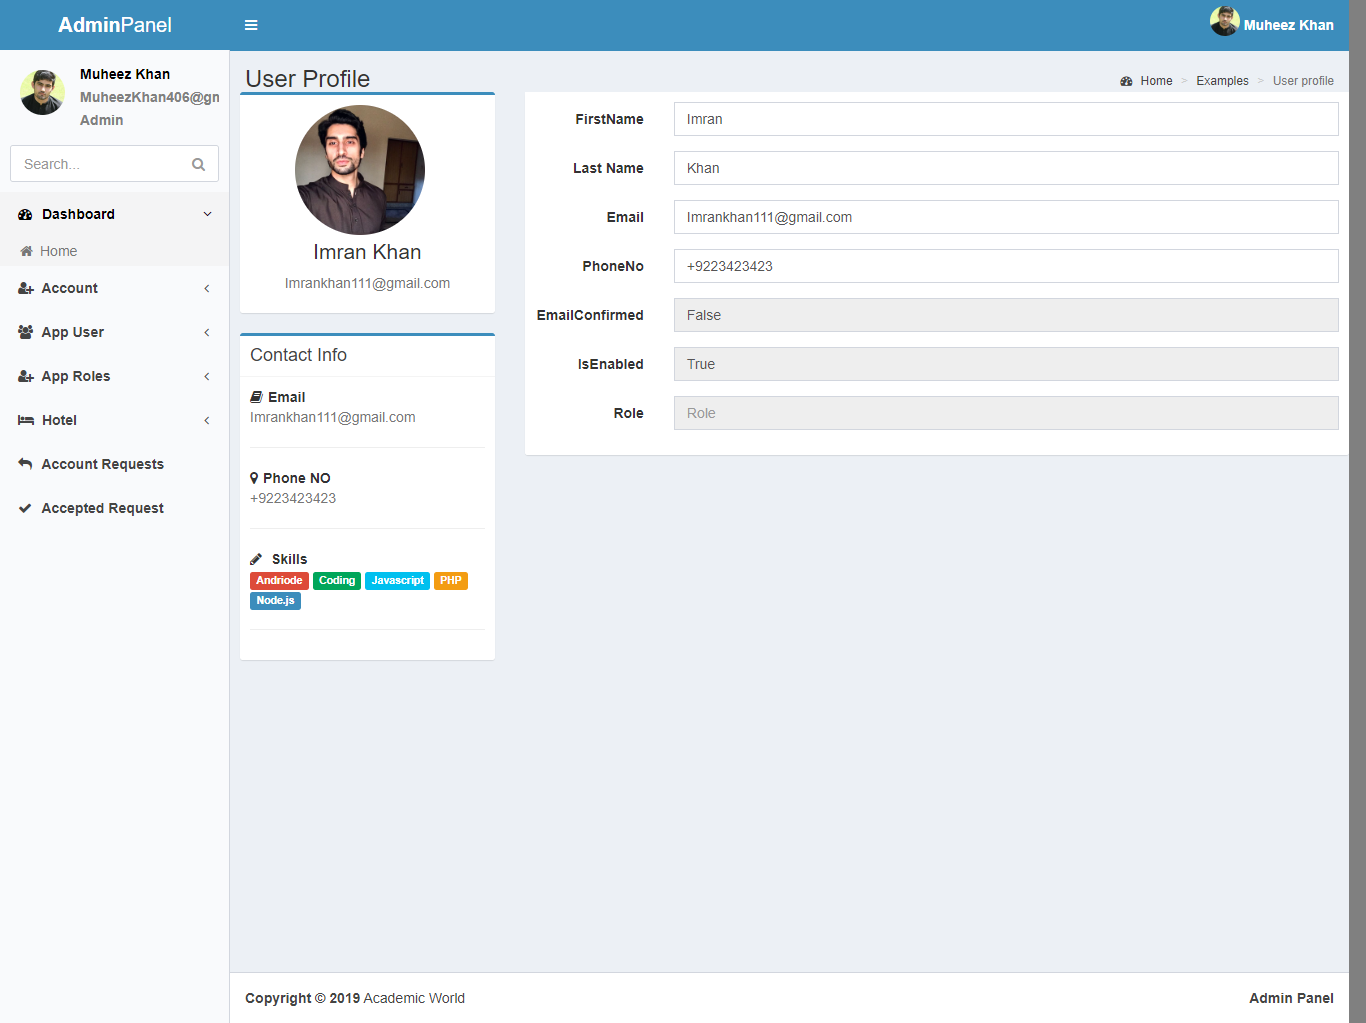 AdminPanel
Muheez Khan
Muheez Khan
MuheezKhan406@gm
Admin
Search...
Dashboard
Home
Account
App User
App Roles
Hotel
Account Requests
Accepted Request
User Profile
Home > Examples > User profile
Imran Khan
Imrankhan111@gmail.com
Contact Info
Email
Imrankhan111@gmail.com
Phone NO
+9223423423
Skills
Andriode Coding Javascript PHP
Node.js
FirstName Imran
Last Name Khan
Email Imrankhan111@gmail.com
PhoneNo +9223423423
EmailConfirmed False
IsEnabled True
Role Role
Copyright © 2019 Academic World
Admin Panel